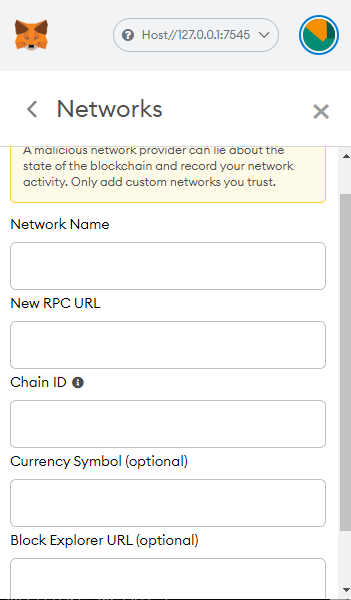 Host//127.0.0.1:7545
Networks
A malicious network provider can lie about the
state of the blockchain and record your network
activity. Only add custom networks you trust.
Network Name
New RPC URL
Chain ID
Currency Symbol (optional)
Block Explorer URL (optional)